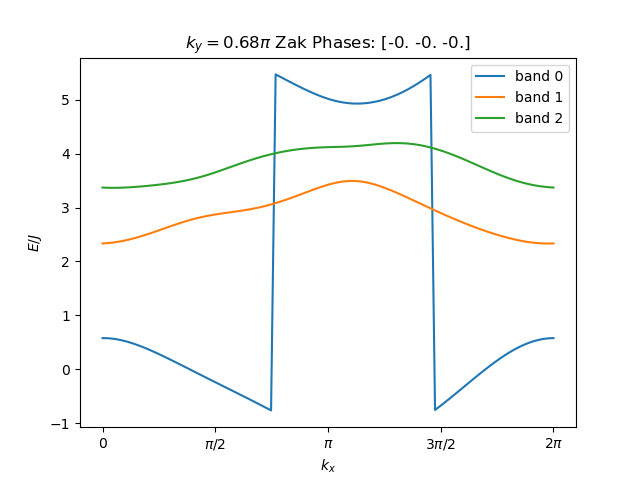 $k_y = 0.68\pi$ Zak Phases: [-0. -0. -0.]
band 0
band 1
band 2
E/J
5
4
3
2
1
0
−1
0
π/2
π
3π/2
2π
$k_x$